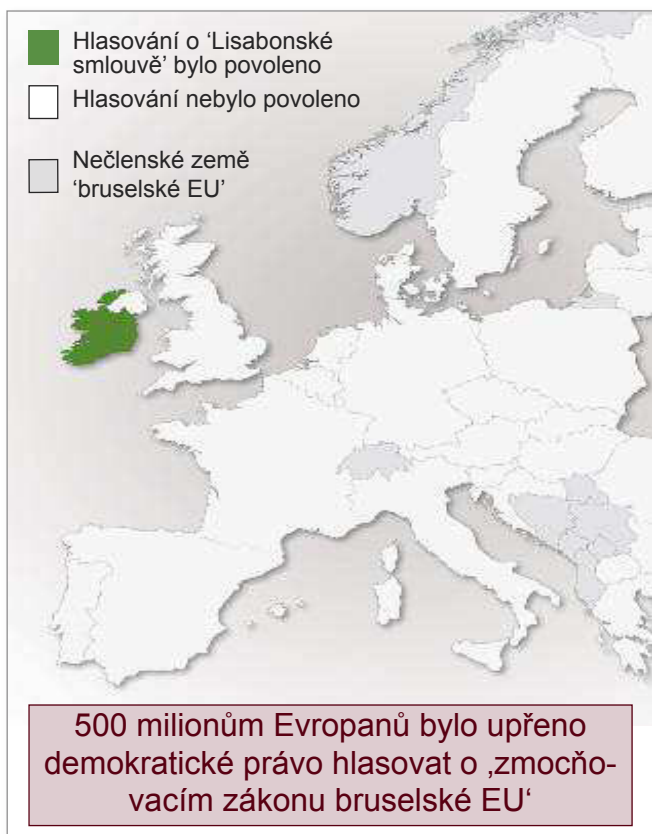 Hlasování o ‘Lisabonské
smlouvě’ bylo povoleno
Hlasování nebylo povoleno
Nečlenské země
‘bruselské EU’
500 milionům Evropanů bylo upřeno
demokratické právo hlasovat o ‚zmocňo-
vacím zákonu bruselské EU‘